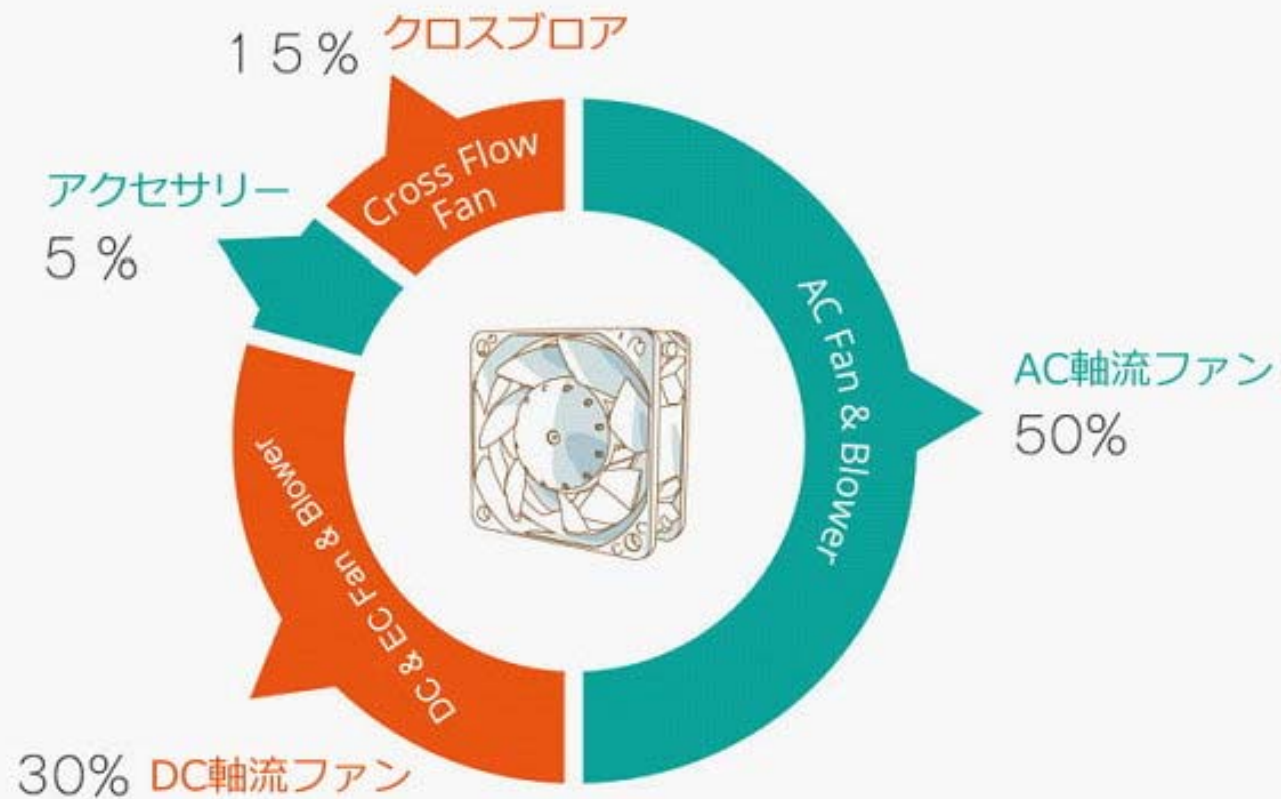 クロスブロア
15%
Cross Flow
Fan
アクセサリー
5%
AC Fan & Blower
AC軸流ファン
50%
DC & EC Fan & Blower
30% DC軸流ファン